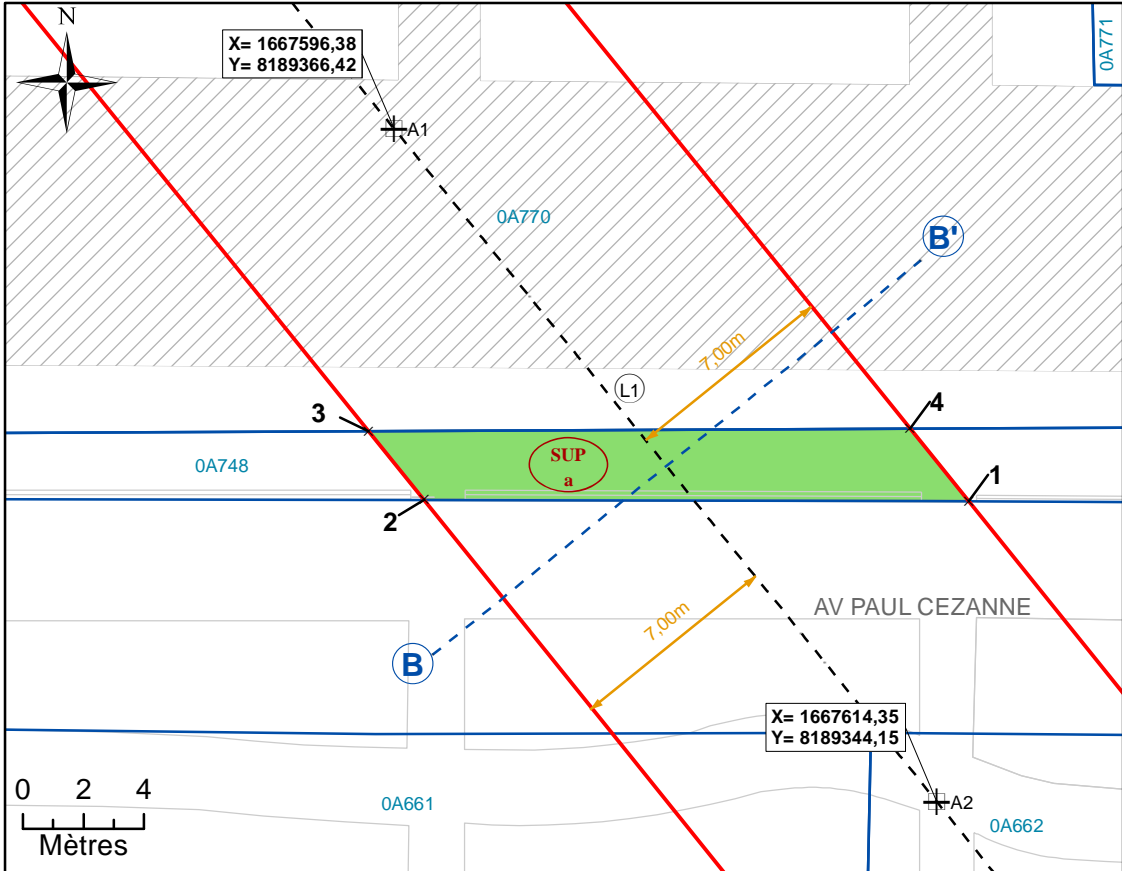 N
X= 1667596,38
Y= 8189366,42
0A771
A1
0A770
B'
7,00m
L1
3
4
0A748
SUP
a
1
2
7,00m
AV PAUL CEZANNE
B
X= 1667614,35
Y= 8189344,15
0 2 4
Mètres
0A661
A2
0A662